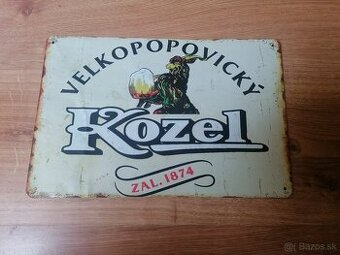 VELKOPOPOVICKÝ
Kozel
ZAL. 1874
© Bazos.sk